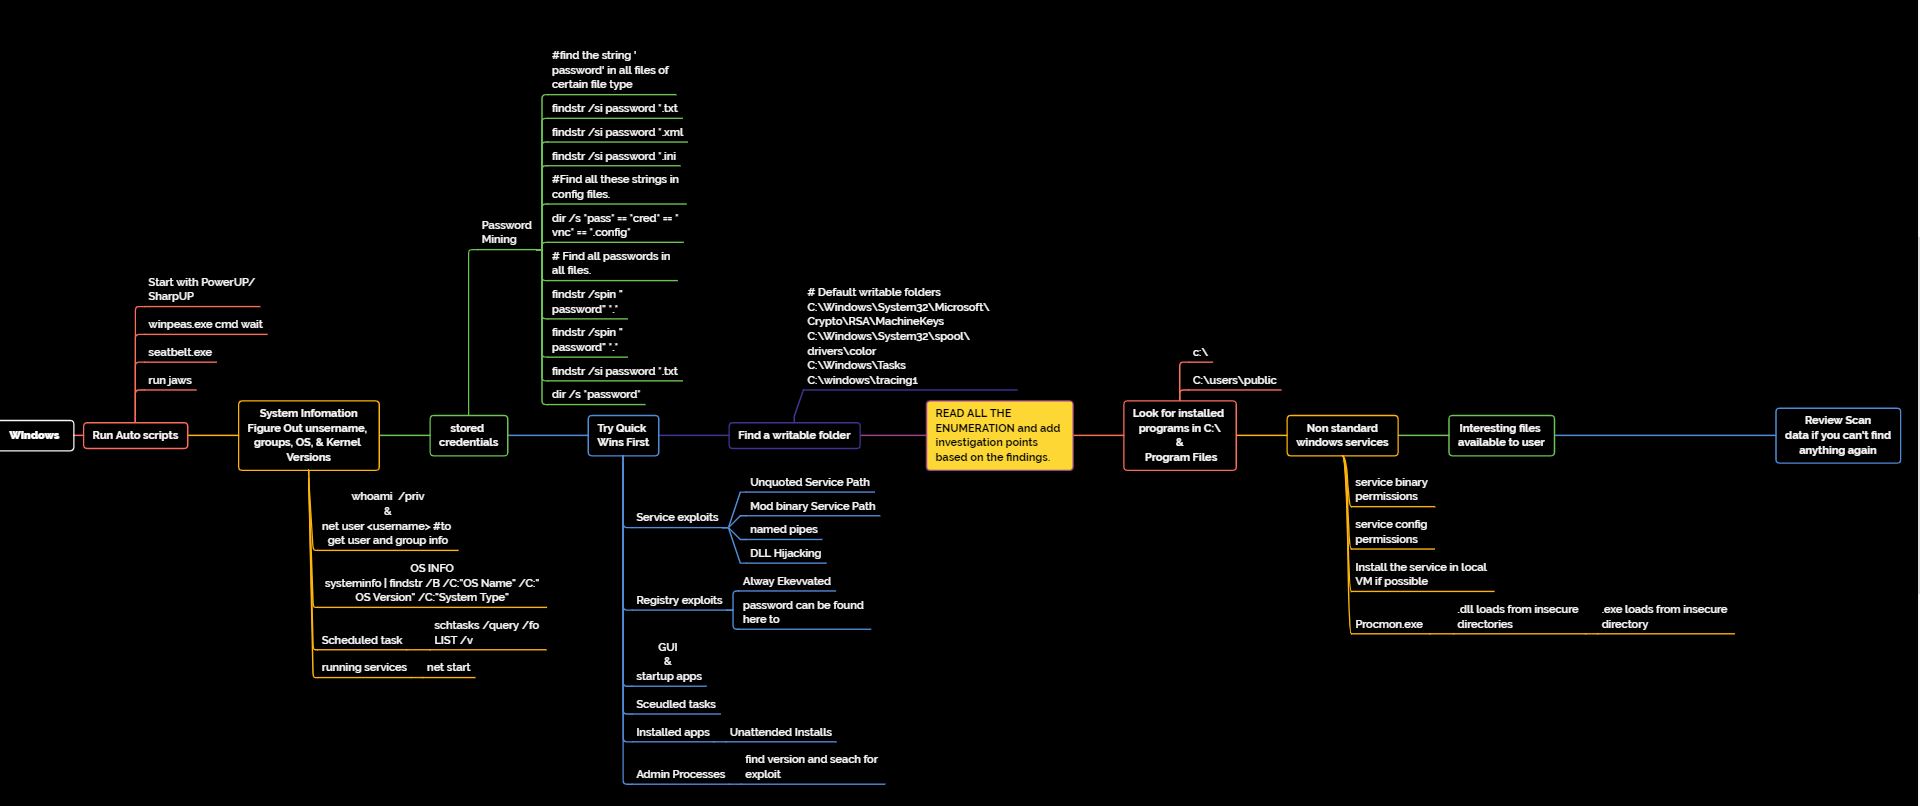 Windows
Run Auto scripts
Start with PowerUP/
SharpUP
winpeas.exe cmd wait
seatbelt.exe
run jaws
System Infomation
Figure Out unsername,
groups, OS, & Kernel
Versions
whoami  /priv
&
net user <username> #to
get user and group info
OS INFO
systeminfo | findstr /B /C:"OS Name" /C:"
OS Version" /C:"System Type"
Scheduled task
schtasks /query /fo
LIST /v
running services
net start
stored
credentials
Password
Mining
#find the string '
password' in all files of
certain file type
findstr /si password *.txt
findstr /si password *.xml
findstr /si password *.ini
#Find all these strings in
config files.
dir /s *pass* == *cred* == *
vnc* == *.config*
# Find all passwords in
all files.
findstr /spin "
password" *.*
findstr /spin "
password" *.*
findstr /si password *.txt
dir /s *password*
Try Quick
Wins First
Service exploits
Unquoted Service Path
Mod binary Service Path
named pipes
DLL Hijacking
Registry exploits
Alway Ekevvated
password can be found
here to
GUI
&
startup apps
Sceudled tasks
Installed apps
Unattended Installs
Admin Processes
find version and seach for
exploit
Find a writable folder
# Default writable folders
C:\Windows\System32\Microsoft\
Crypto\RSA\MachineKeys
C:\Windows\System32\spool\
drivers\color
C:\Windows\Tasks
C:\windows\tracing1
READ ALL THE
ENUMERATION and add
investigation points
based on the findings.
Look for installed
programs in C:\
&
Program Files
c:\
C:\users\public
Non standard
windows services
service binary
permissions
service config
permissions
Install the service in local
VM if possible
Procmon.exe
.dll loads from insecure
directories
.exe loads from insecure
directory
Interesting files
available to user
Review Scan
data if you can't find
anything again